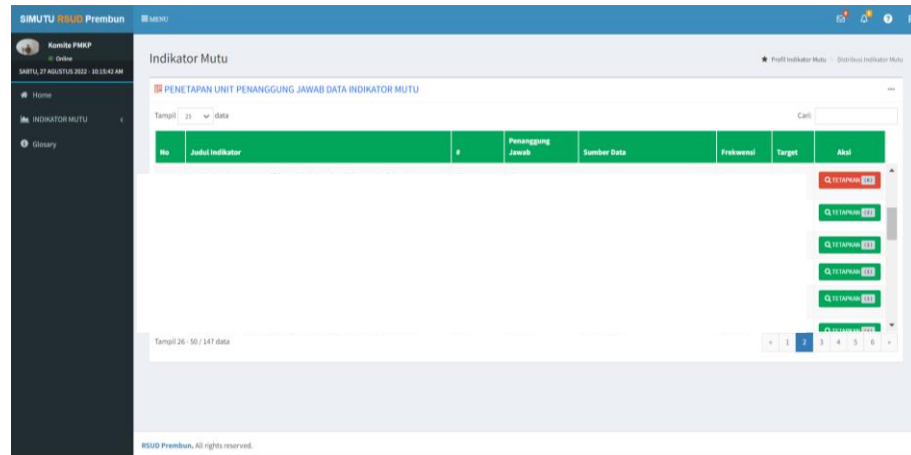 SIMUTU RSUD Prembun
MENU
Komite PMKP
Online
SABTU, 27 AGUSTUS 2022 - 10:15:42 AM
Home
INDIKATOR MUTU
Glosary
Indikator Mutu
Profil Indikator Mutu
Distribusi Indikator Mutu
PENETAPAN UNIT PENANGGUNG JAWAB DATA INDIKATOR MUTU
Tampil 25 data
Cari:
No Judul Indikator # Penanggung Jawab Sumber Data Frekwensi Target Aksi
TETAPKAN
TETAPKAN
TETAPKAN
TETAPKAN
TETAPKAN
TETAPKAN
Tampil 26 - 50 / 147 data
« 1 2 3 4 5 6 »
RSUD Prembun. All rights reserved.